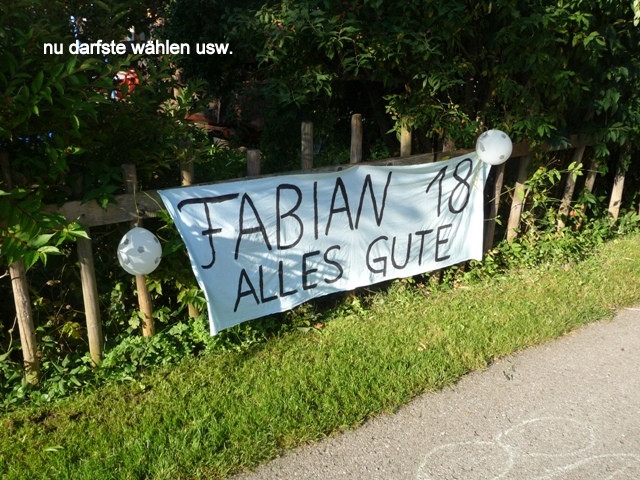 nu darfste wählen usw.
FABIAN 18
ALLES GUTE